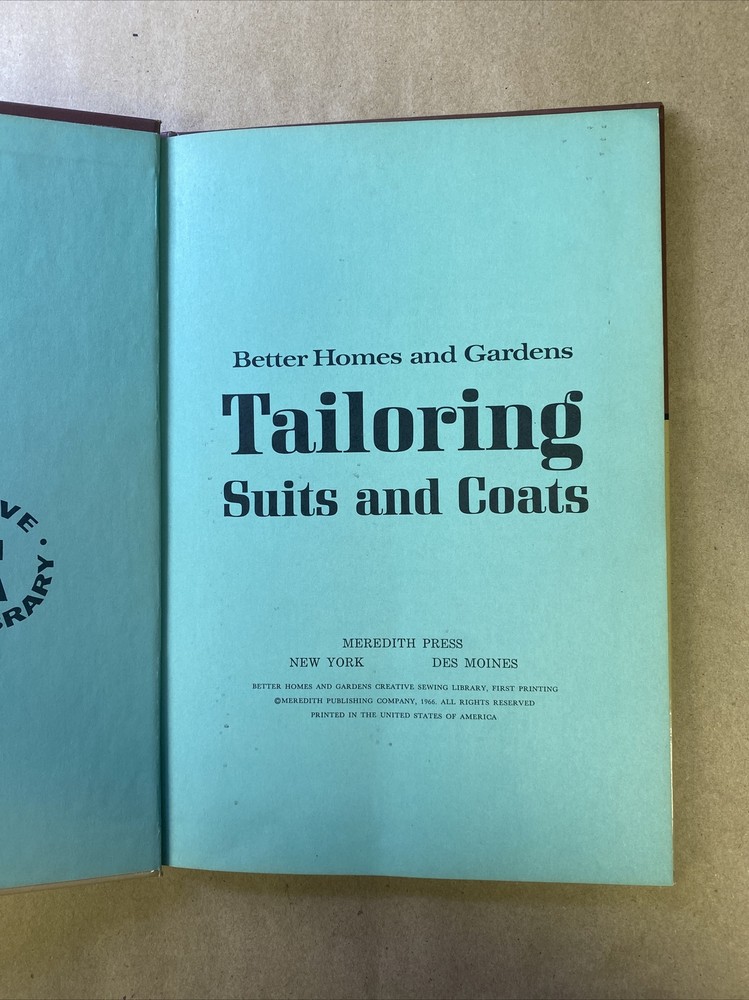 Better Homes and Gardens
Tailoring
Suits and Coats
MEREDITH PRESS
NEW YORK DES MOINES
BETTER HOMES AND GARDENS CREATIVE SEWING LIBRARY, FIRST PRINTING
©MEREDITH PUBLISHING COMPANY, 1966. ALL RIGHTS RESERVED
PRINTED IN THE UNITED STATES OF AMERICA